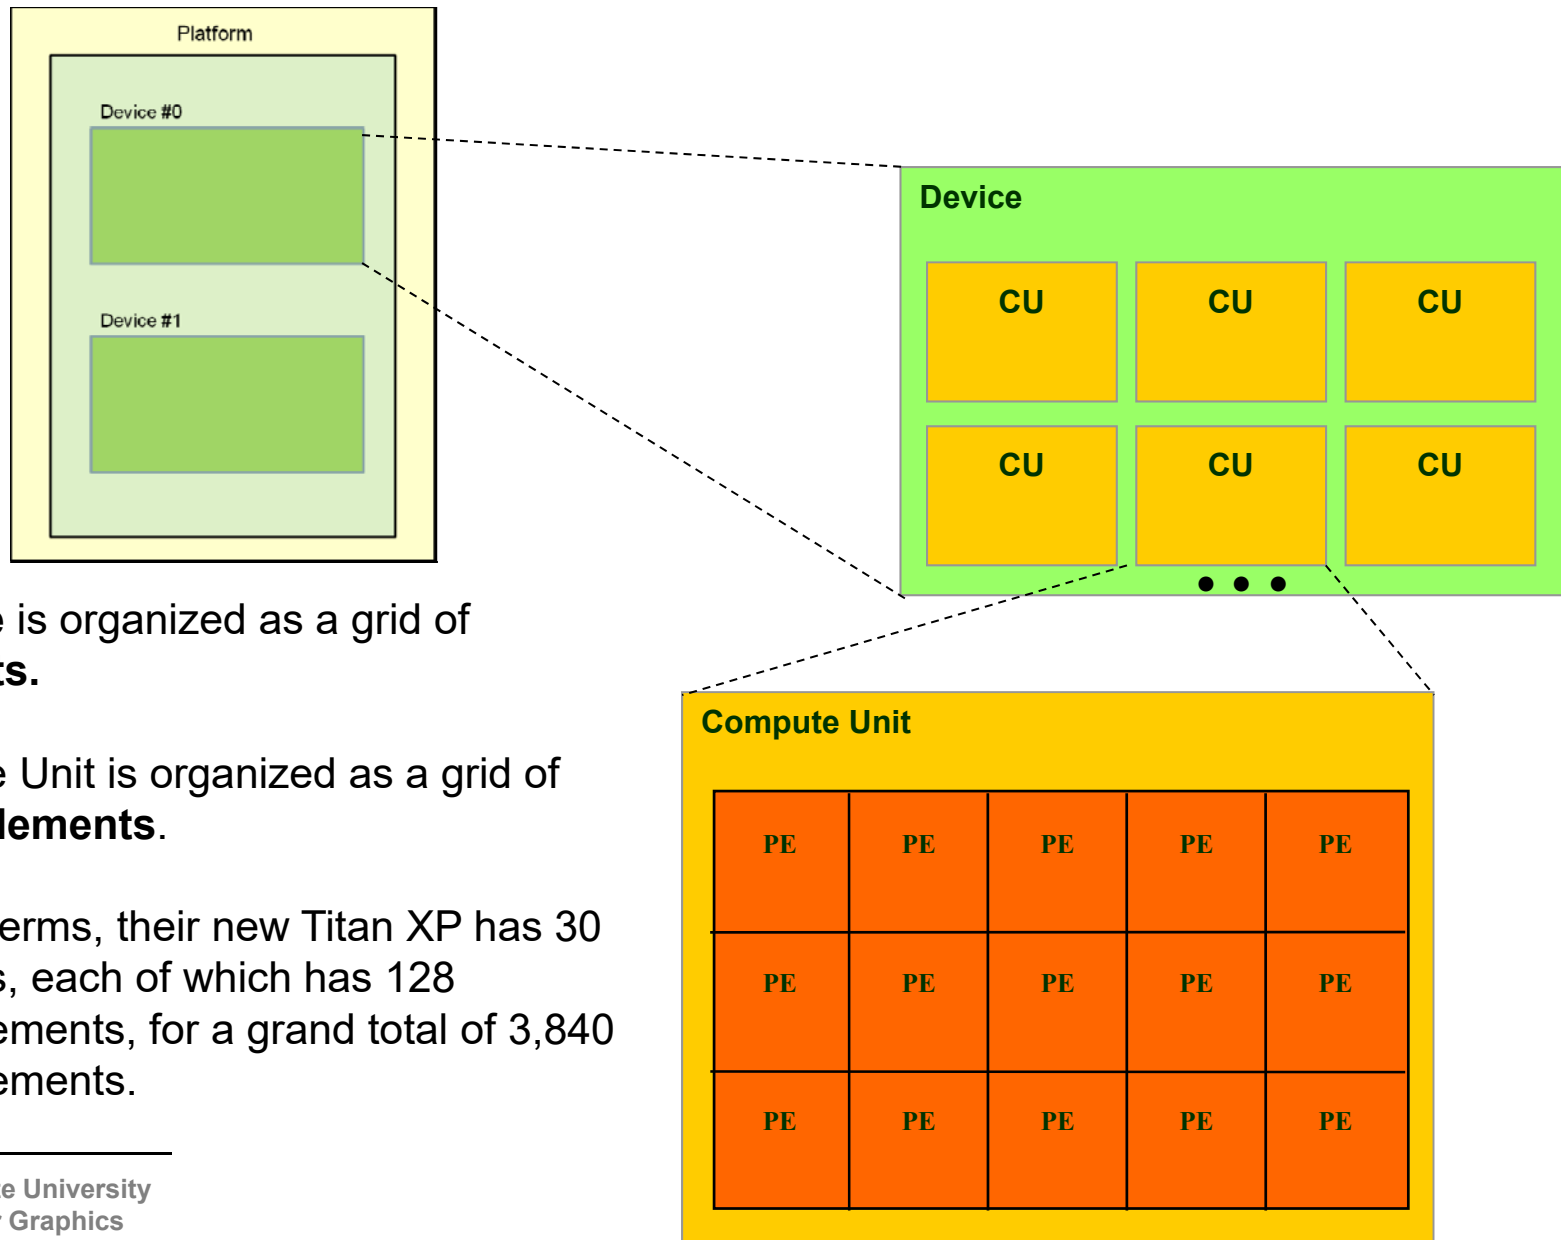 Platform
Device #0
Device #1
Device
CU CU CU
CU CU CU
• • •
e is organized as a grid of
ts.
e Unit is organized as a grid of
lements.
erms, their new Titan XP has 30
s, each of which has 128
ements, for a grand total of 3,840
ements.
Compute Unit
PE PE PE PE PE
PE PE PE PE PE
PE PE PE PE PE
te University
r Graphics